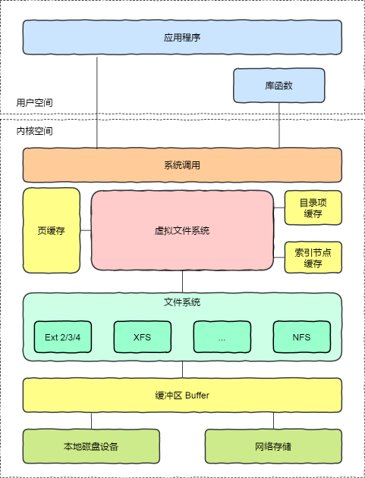 应用程序
库函数
用户空间
内核空间
系统调用
页缓存
虚拟文件系统
目录项
缓存
索引节点
缓存
文件系统
Ext 2/3/4
XFS
...
NFS
缓冲区 Buffer
本地磁盘设备
网络存储